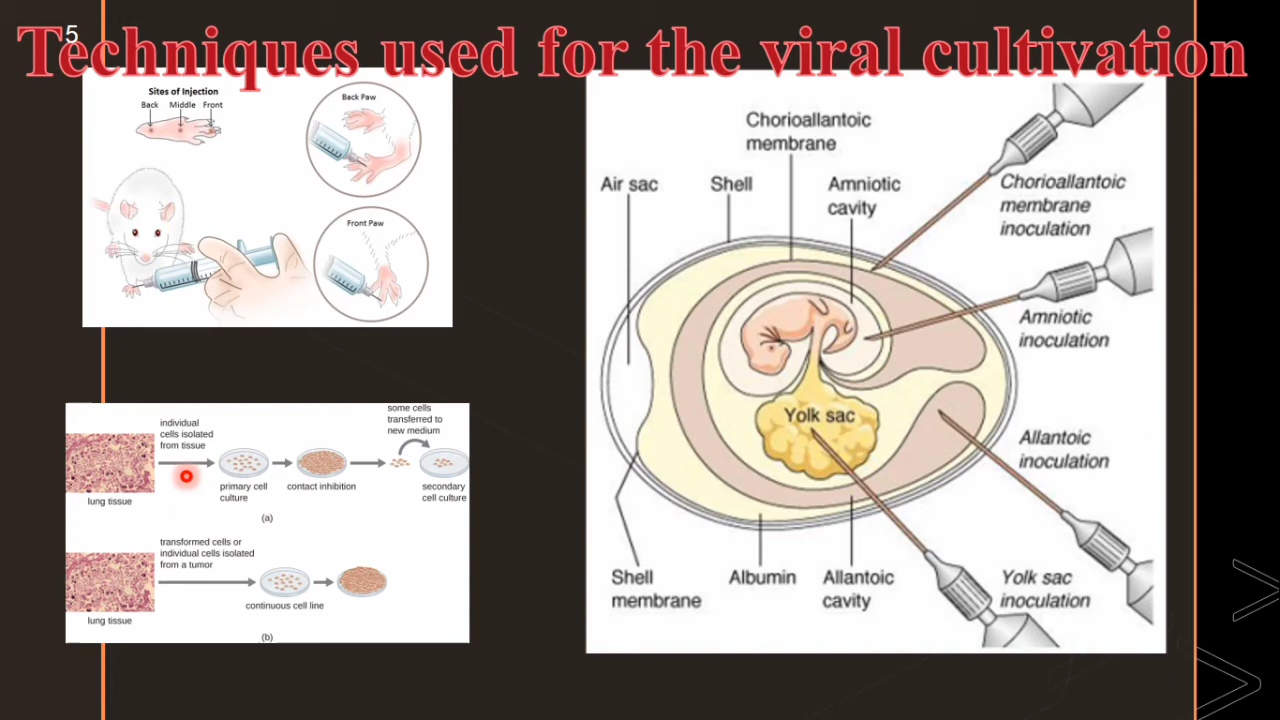 5
Techniques used for the viral cultivation
Sites of Injection
Back Middle Front
Back Paw
Front Paw
individual
cells isolated
from tissue
some cells
transferred to
new medium
lung tissue
primary cell
culture
contact inhibition
secondary
cell culture
(a)
transformed cells or
individual cells isolated
from a tumor
lung tissue
continuous cell line
(b)
Chorioallantoic
membrane
Air sac
Shell
Amniotic
cavity
Chorioallantoic
membrane
inoculation
Amniotic
inoculation
Yolk sac
Allantoic
inoculation
Shell
membrane
Albumin
Allantoic
cavity
Yolk sac
inoculation